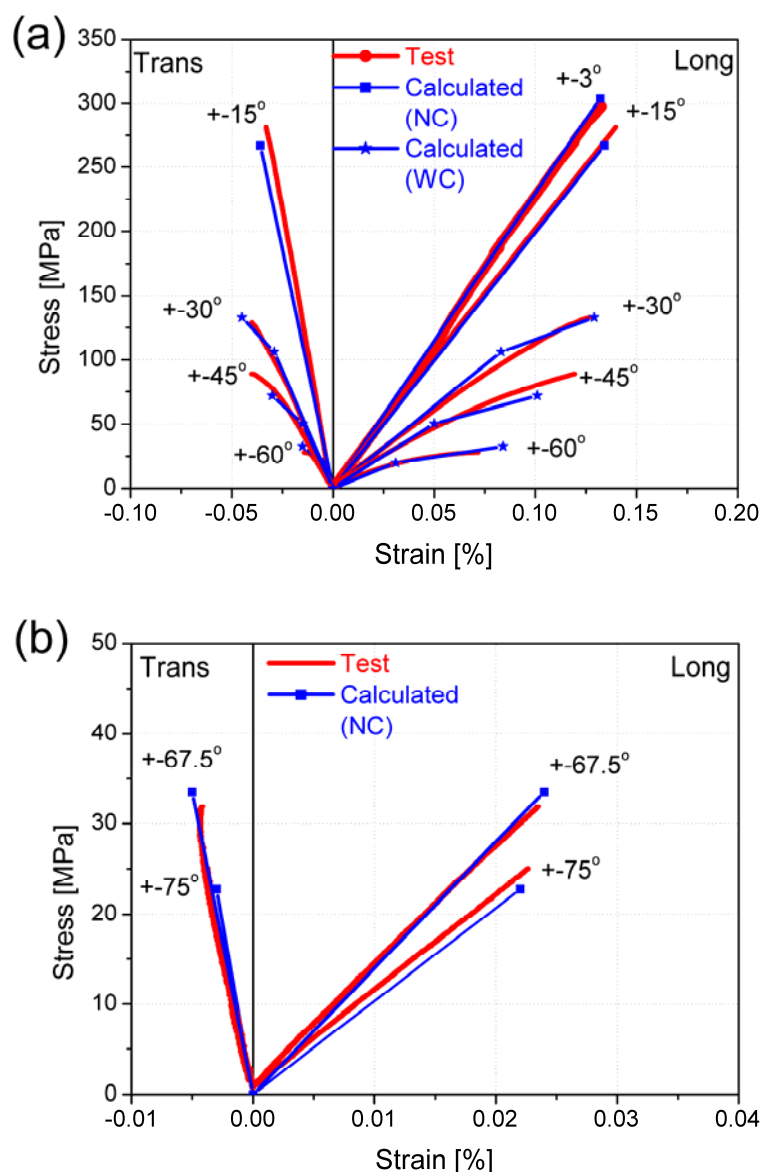 (a)
350
300
250
200
150
100
50
0
Stress [MPa]
Trans
Long
Test
Calculated
(NC)
Calculated
(WC)
+-15°
+-30°
+-45°
+-60°
+-3°
+-15°
+-30°
+-45°
+-60°
-0.10 -0.05 0.00 0.05 0.10 0.15 0.20
Strain [%]
(b)
50
40
30
20
10
0
Stress [MPa]
Trans
Long
Test
Calculated
(NC)
+-67.5°
+-75°
+-67.5°
+-75°
-0.01 0.00 0.01 0.02 0.03 0.04
Strain [%]